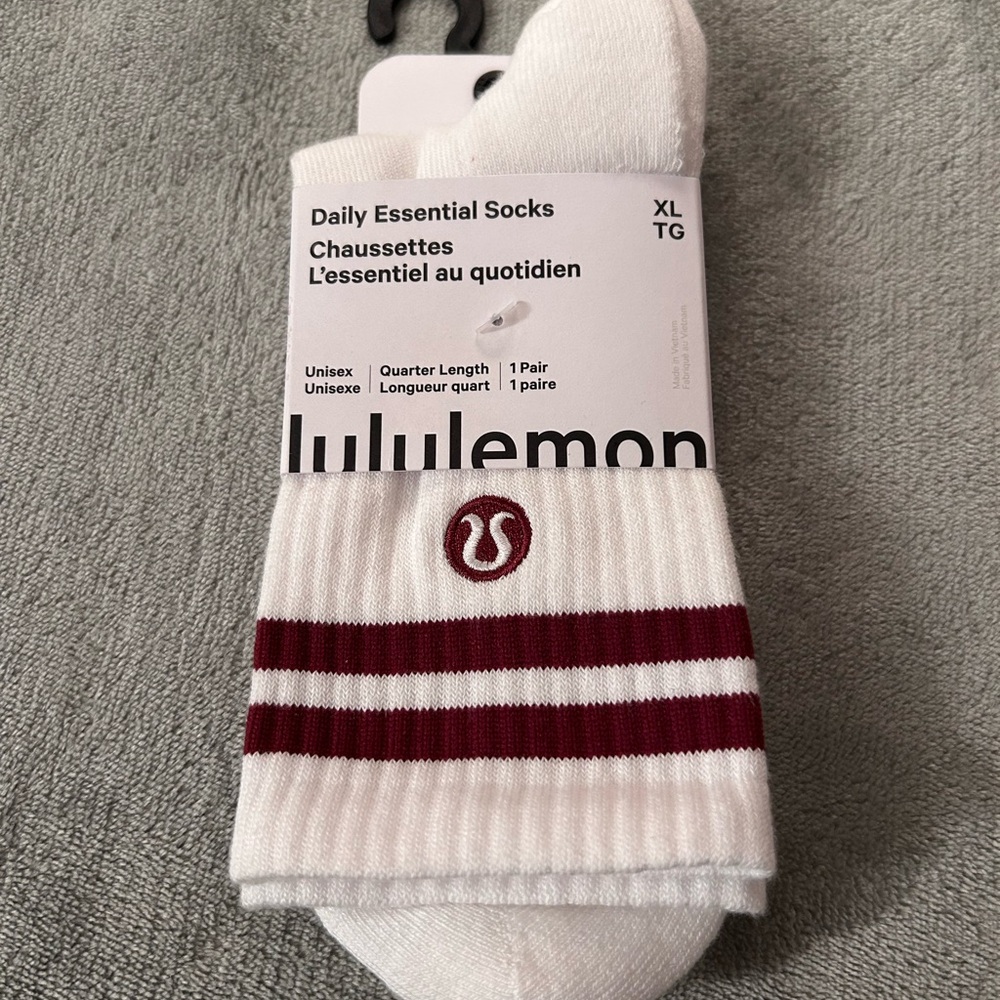 Daily Essential Socks
XL
TG
Chaussettes
L'essentiel au quotidien
Unisex
Unisexe
Quarter Length
Longueur quart
1 Pair
1 paire
Made in Vietnam
Fabriqué au Vietnam
lululemon